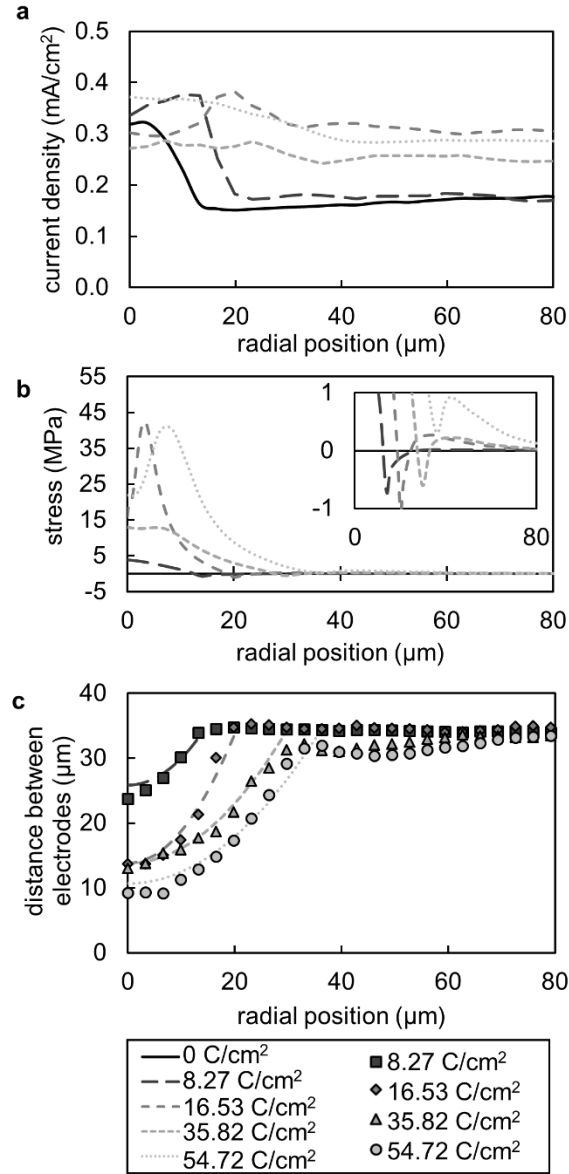 a
current density (mA/cm²)
0.5
0.4
0.3
0.2
0.1
0.0
0 20 40 60 80
radial position (µm)
b
stress (MPa)
55
45
35
25
15
5
-5
1
0
-1
0 80
0 20 40 60 80
radial position (µm)
c
distance between
electrodes (µm)
40
30
20
10
0
0 20 40 60 80
radial position (µm)
0 C/cm²
8.27 C/cm²
16.53 C/cm²
35.82 C/cm²
54.72 C/cm²
8.27 C/cm²
16.53 C/cm²
35.82 C/cm²
54.72 C/cm²